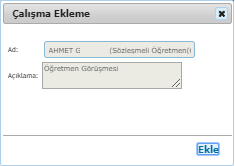 Çalışma Ekleme
Ad: AHMET G (Sözleşmeli Öğretmen(
Açıklama: Öğretmen Görüşmesi
Ekle